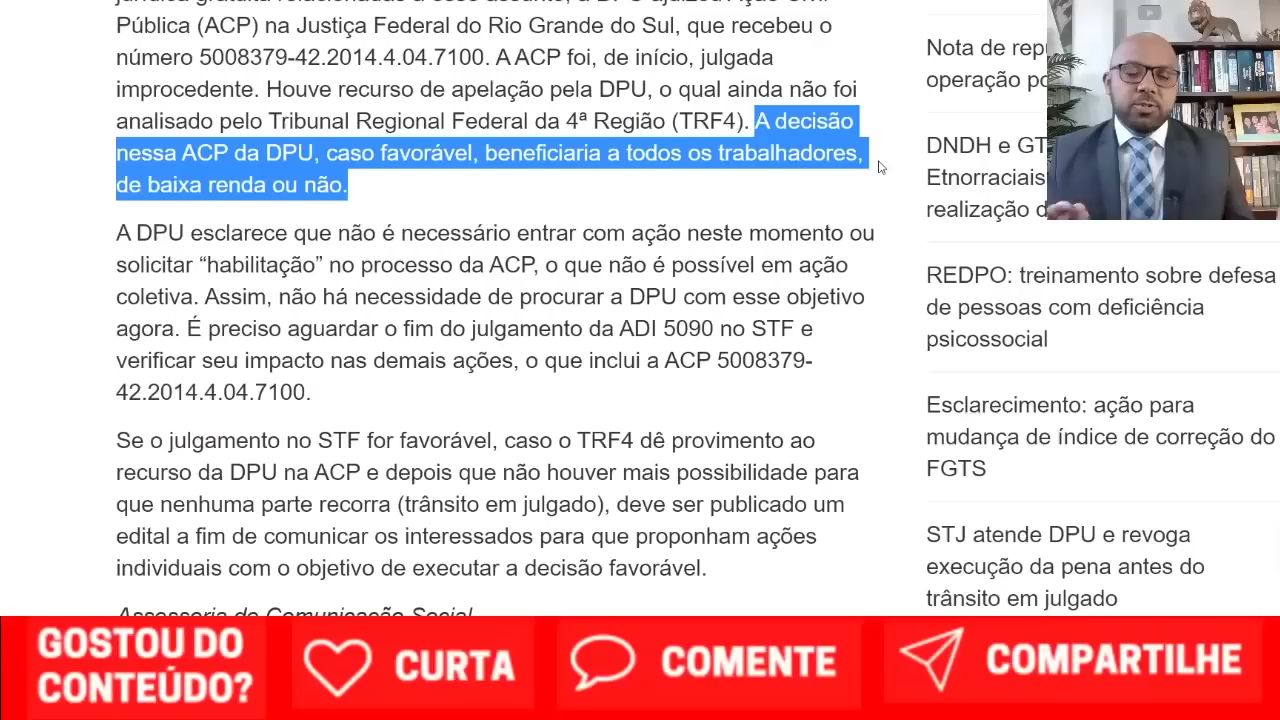 Pública (ACP) na Justiça Federal do Rio Grande do Sul, que recebeu o
número 5008379-42.2014.4.04.7100. A ACP foi, de início, julgada
improcedente. Houve recurso de apelação pela DPU, o qual ainda não foi
analisado pelo Tribunal Regional Federal da 4ª Região (TRF4). A decisão
nessa ACP da DPU, caso favorável, beneficiaria a todos os trabalhadores,
de baixa renda ou não.
A DPU esclarece que não é necessário entrar com ação neste momento ou
solicitar “habilitação” no processo da ACP, o que não é possível em ação
coletiva. Assim, não há necessidade de procurar a DPU com esse objetivo
agora. É preciso aguardar o fim do julgamento da ADI 5090 no STF e
verificar seu impacto nas demais ações, o que inclui a ACP 5008379-
42.2014.4.04.7100.
Se o julgamento no STF for favorável, caso o TRF4 dê provimento ao
recurso da DPU na ACP e depois que não houver mais possibilidade para
que nenhuma parte recorra (trânsito em julgado), deve ser publicado um
edital a fim de comunicar os interessados para que proponham ações
individuais com o objetivo de executar a decisão favorável.
Assessoria de Comunicação Social
Nota de
operação
DNDH e
Etnorraciais
realização
REDPO: treinamento sobre defesa
de pessoas com deficiência
psicossocial
Esclarecimento: ação para
mudança de índice de correção do
FGTS
STJ atende DPU e revoga
execução da pena antes do
trânsito em julgado
GOSTOU DO
CONTEÚDO?
CURTA
COMENTE
COMPARTILHE